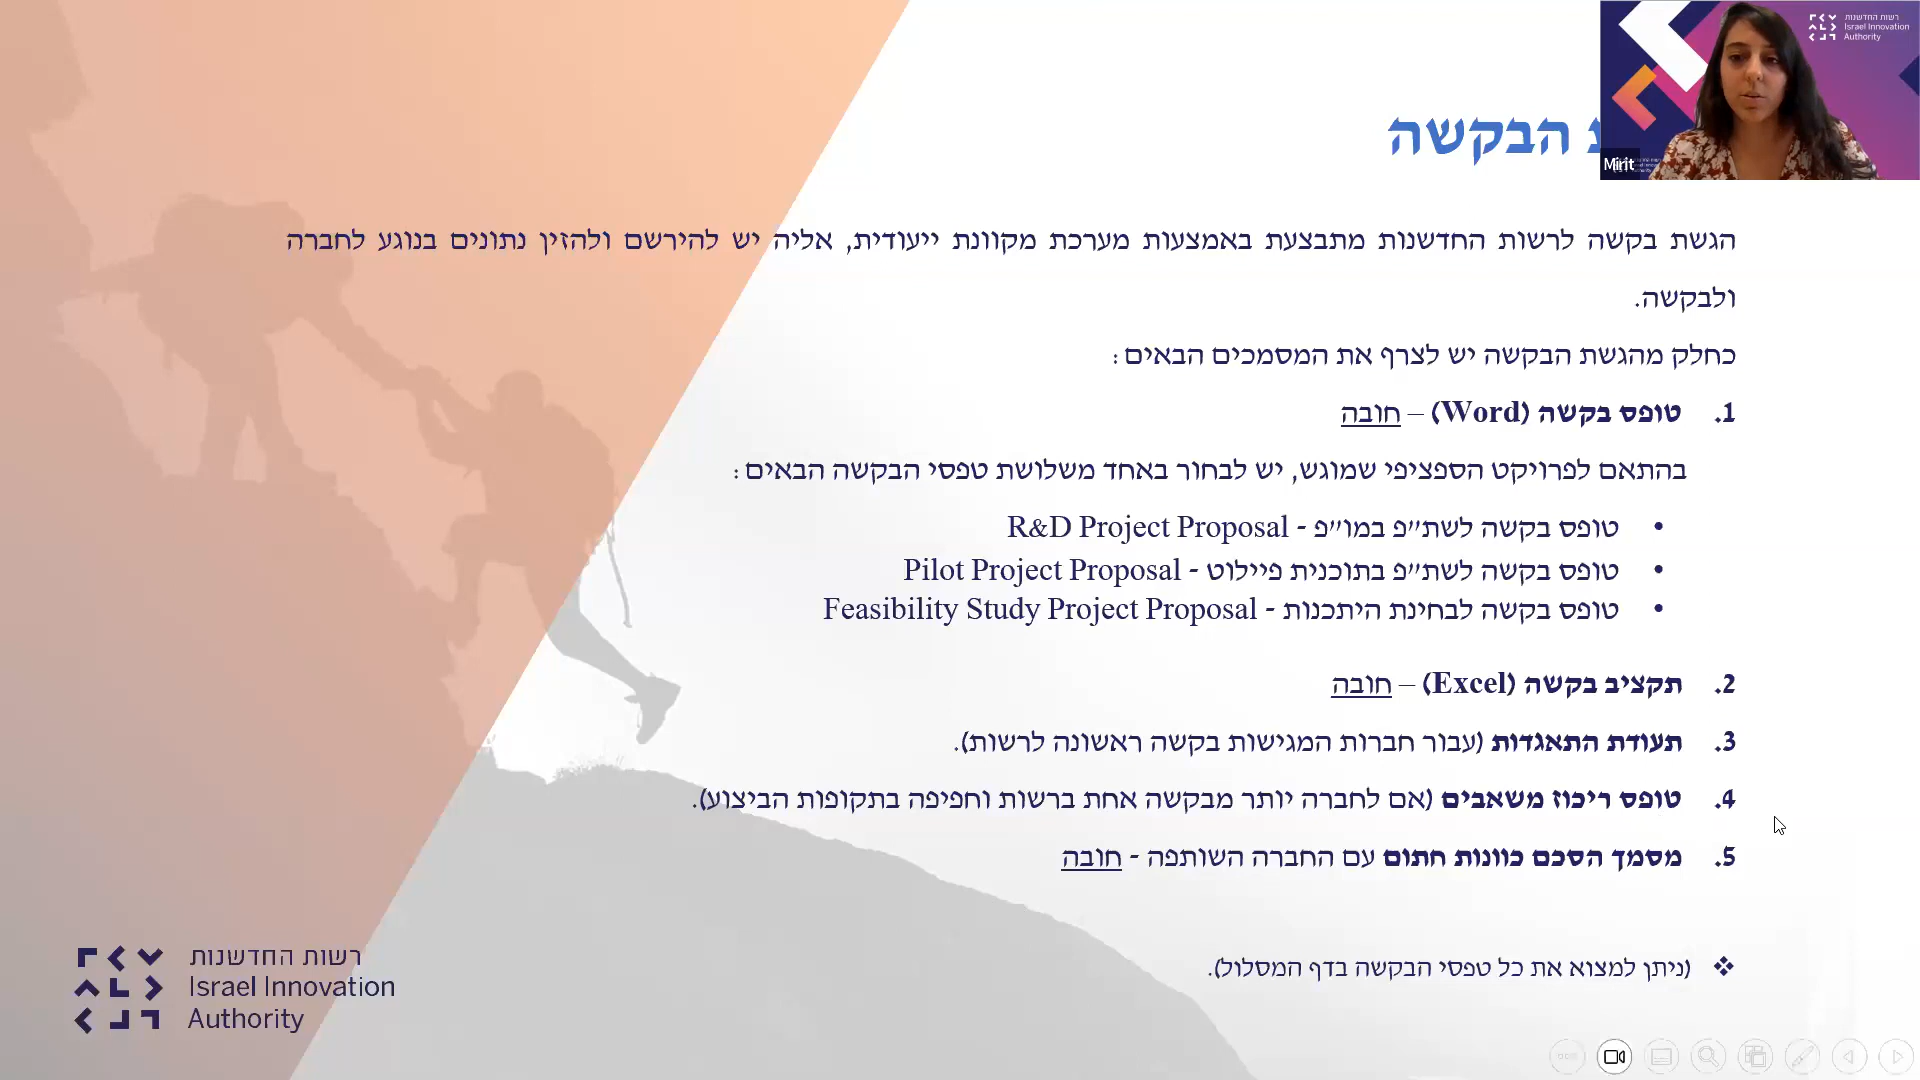 רשות החדשנות
Israel Innovation
Authority
Mirit
הבקשה
הגשת בקשה לרשות החדשנות מתבצעת באמצעות מערכת מקוונת ייעודית, אליה יש להירשם ולהזין נתונים בנוגע לחברה
ולבקשה.
כחלק מהגשת הבקשה יש לצרף את המסמכים הבאים:
1. טופס בקשה (Word) – חובה
בהתאם לפרויקט הספציפי שמוגש, יש לבחור באחד משלושת טפסי הבקשה הבאים:
• טופס בקשה לשת״פ במו״פ - R&D Project Proposal
• טופס בקשה לשת״פ בתוכנית פיילוט - Pilot Project Proposal
• טופס בקשה לבחינת היתכנות - Feasibility Study Project Proposal
2. תקציב בקשה (Excel) – חובה
3. תעודת התאגדות (עבור חברות המגישות בקשה ראשונה לרשות).
4. טופס ריכוז משאבים (אם לחברה יותר מבקשה אחת ברשות וחפיפה בתקופות הביצוע).
5. מסמך הסכם כוונות חתום עם החברה השותפה - חובה
❖ (ניתן למצוא את כל טפסי הבקשה בדף המסלול).
רשות החדשנות
Israel Innovation
Authority